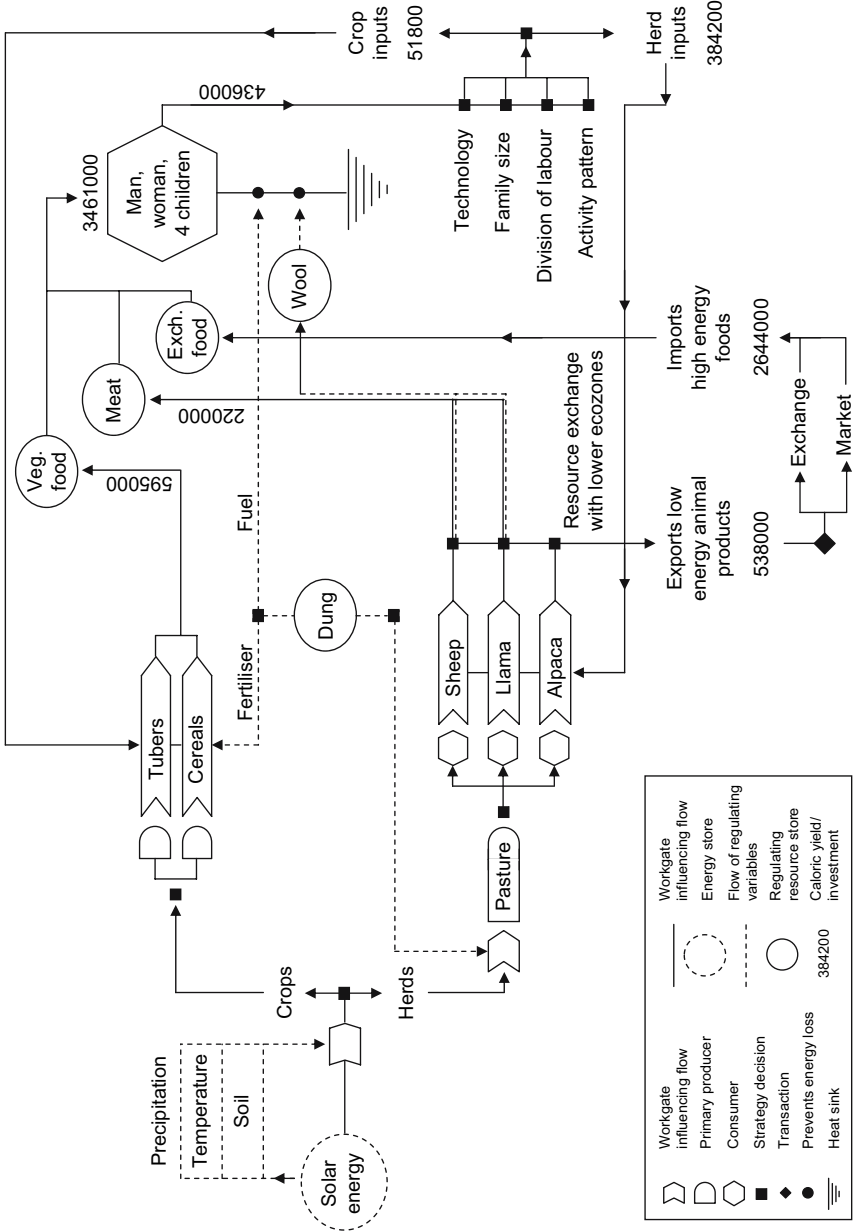 Precipitation
Temperature
Soil
Solar
energy
Crops
Herds
Tubers
Cereals
Pasture
Fertiliser
Fuel
Dung
Sheep
Llama
Alpaca
595000
Veg.
food
Meat
220000
Exch.
food
Wool
3461000
Man,
woman,
4 children
436000
Technology
Family size
Division of labour
Activity pattern
Crop
inputs
51800
Herd
inputs
384200
Resource exchange
with lower ecozones
Exports low
energy animal
products
538000
Imports
high energy
foods
2644000
Exchange
Market
Workgate
influencing flow
Primary producer
Consumer
Strategy decision
Transaction
Prevents energy loss
Heat sink
Workgate
influencing flow
Energy store
Flow of regulating
variables
Regulating
resource store
384200
Caloric yield/
investment